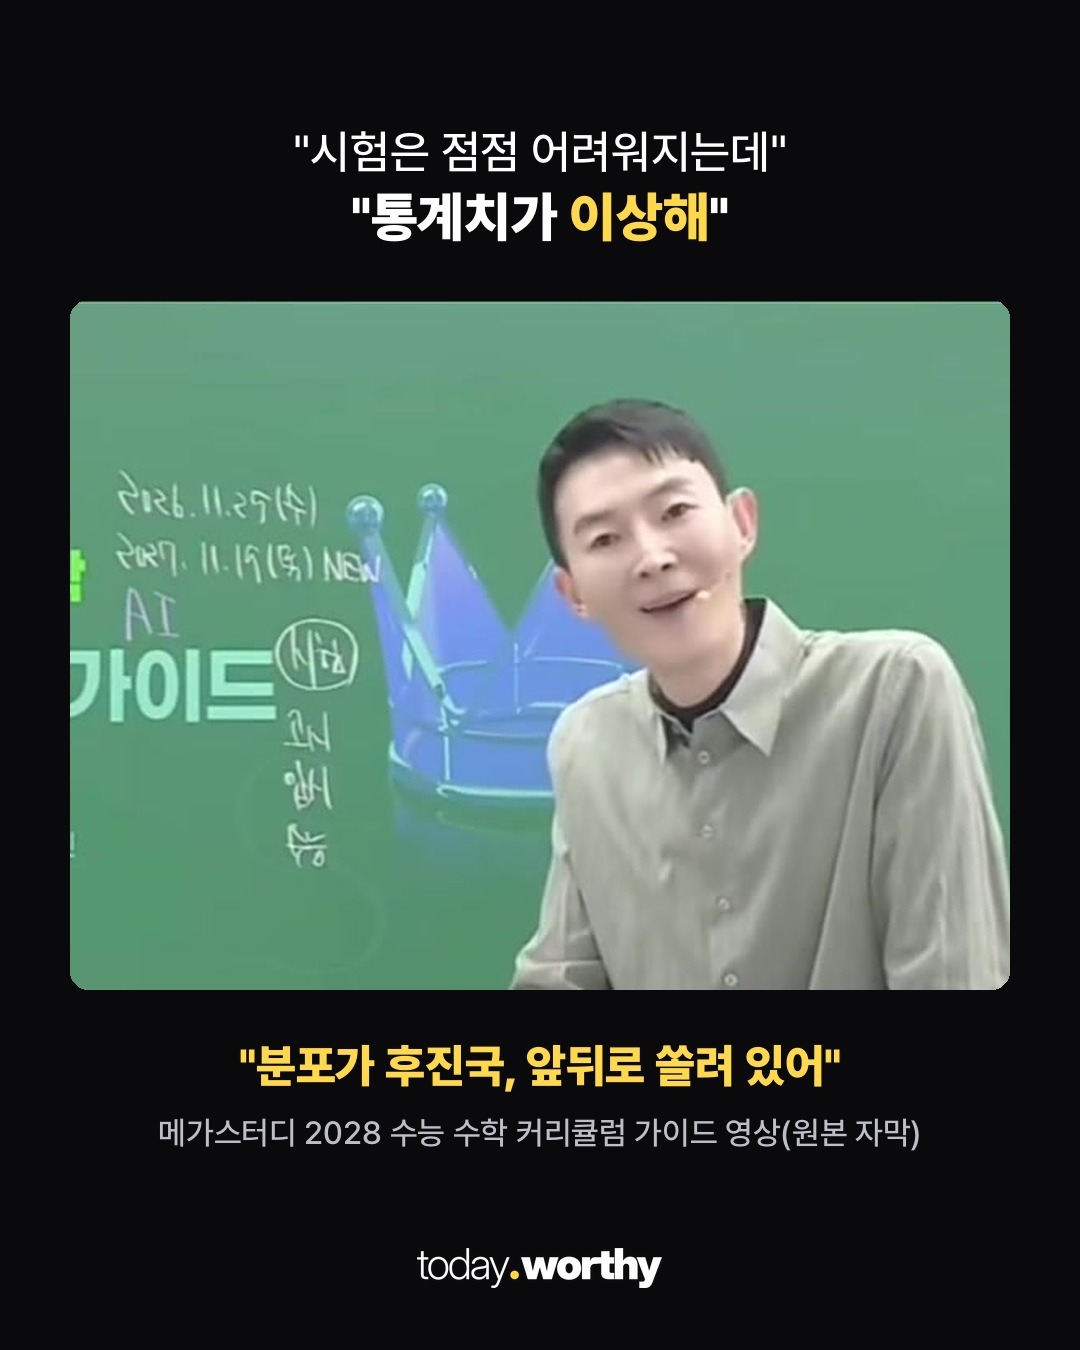 "시험은 점점 어려워지는데"
"통계치가 이상해"
2026.11.
2027. 11.19(목) NEW
AI
가이드
"분포가 후진국, 앞뒤로 쏠려 있어"
메가스터디 2028 수능 수학 커리큘럼 가이드 영상(원본 자막)
today.worthy